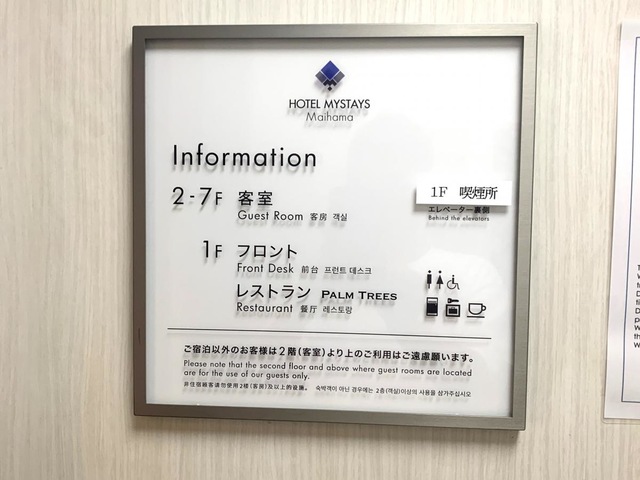 HOTEL MYSTAYS
Maihama
Information
2-7F 客室
Guest Room 客房 객실
1F 喫煙所
エレベーター裏側
Behind the elevators
1F フロント
Front Desk 前台 프런트 데스크
レストラン PALM TREES
Restaurant 餐厅 레스토랑
ご宿泊以外のお客様は2階(客室)より上のご利用はご遠慮願います。
Please note that the second floor and above where guest rooms are located
are for the use of our guests only.
非住宿顾客请勿使用2楼(客房)及以上的设施。 숙박객이 아닌 경우에는 2층(객실)이상의 사용을 삼가주십시오